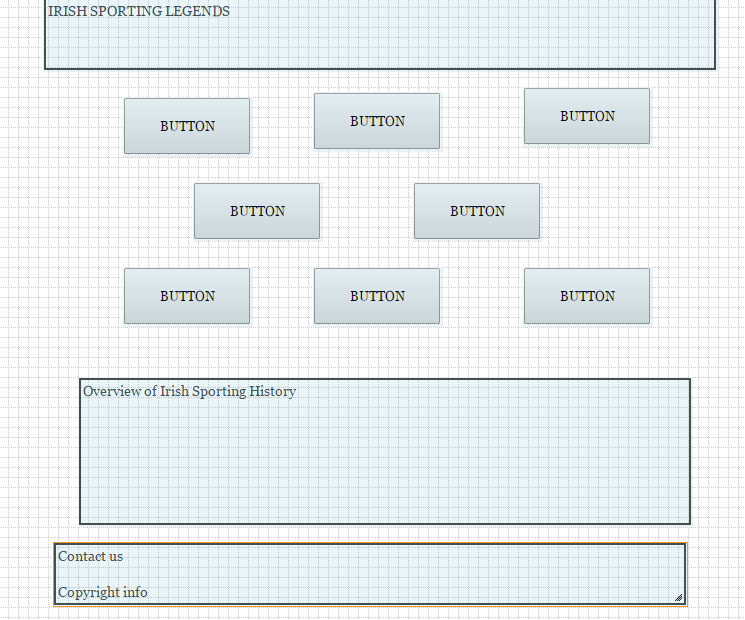 IRISH SPORTING LEGENDS
BUTTON BUTTON BUTTON
BUTTON BUTTON
BUTTON BUTTON BUTTON
Overview of Irish Sporting History
Contact us
Copyright info